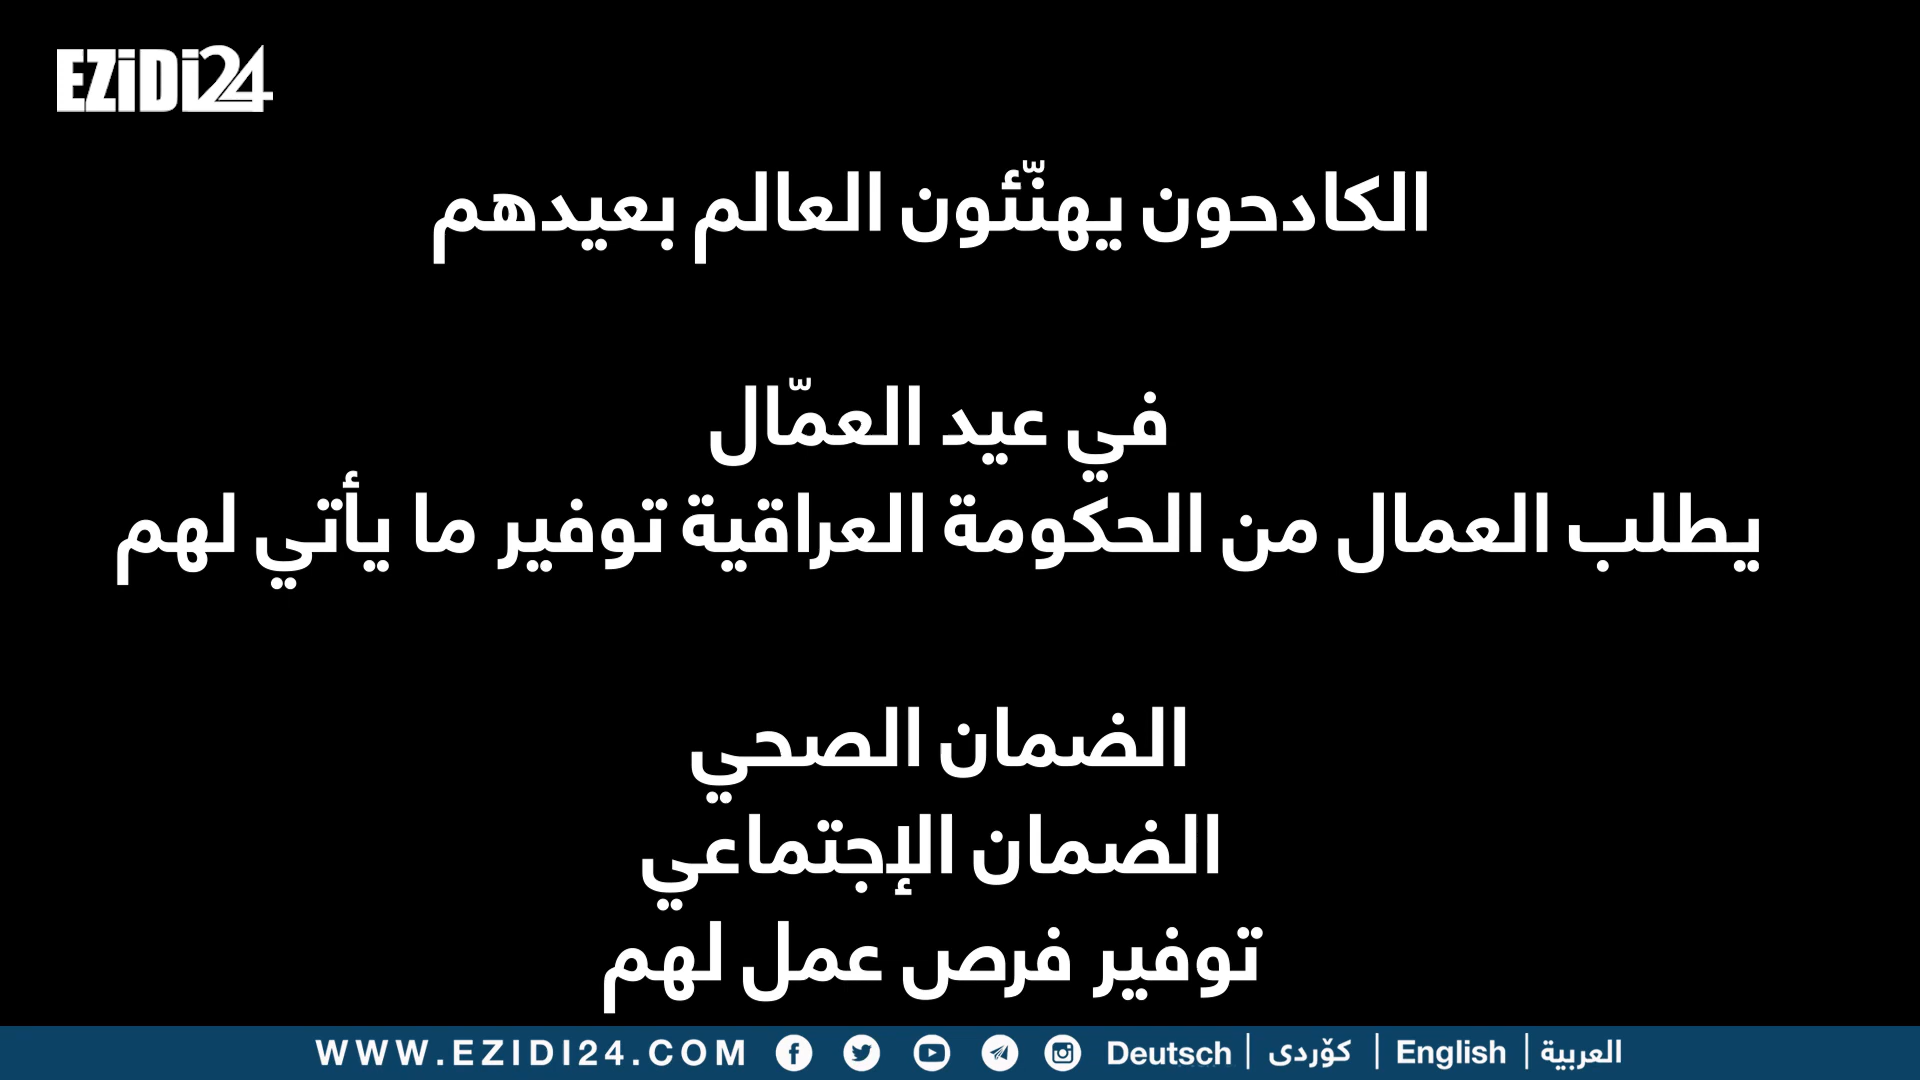 EZiDi24
الكادحون يهنّئون العالم بعيدهم
في عيد العمّال
يطلب العمال من الحكومة العراقية توفير ما يأتي لهم
الضمان الصحي
الضمان الإجتماعي
توفير فرص عمل لهم
WWW.EZIDI24.COM Deutsch | كۆردی | English | العربية